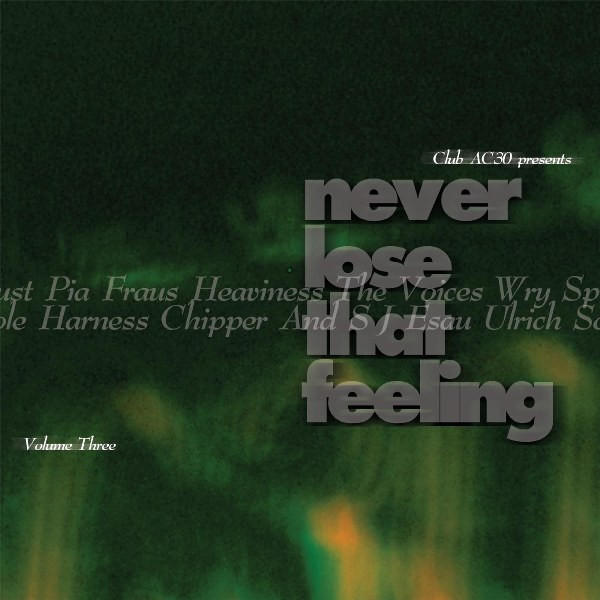 Club AC30 presents
never
lose
that
feeling
ust Pia Fraus Heaviness The Voices Wry Sp
ble Harness Chipper And S J Esau Ulrich Sc
Volume Three